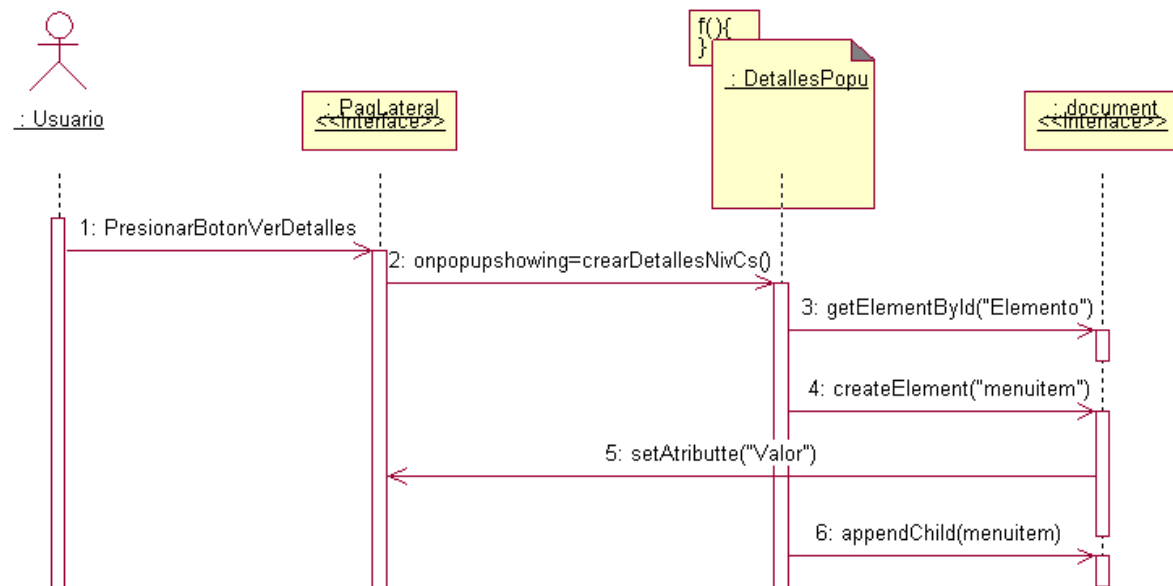 f(){
}
: DetallesPopu
: Usuario
: PagLateral
<<Interface>>
: document
<<Interface>>
1: PresionarBotonVerDetalles
2: onpopupshowing=crearDetallesNivCs()
3: getElementById("Elemento")
4: createElement("menuitem")
5: setAtributte("Valor")
6: appendChild(menuitem)